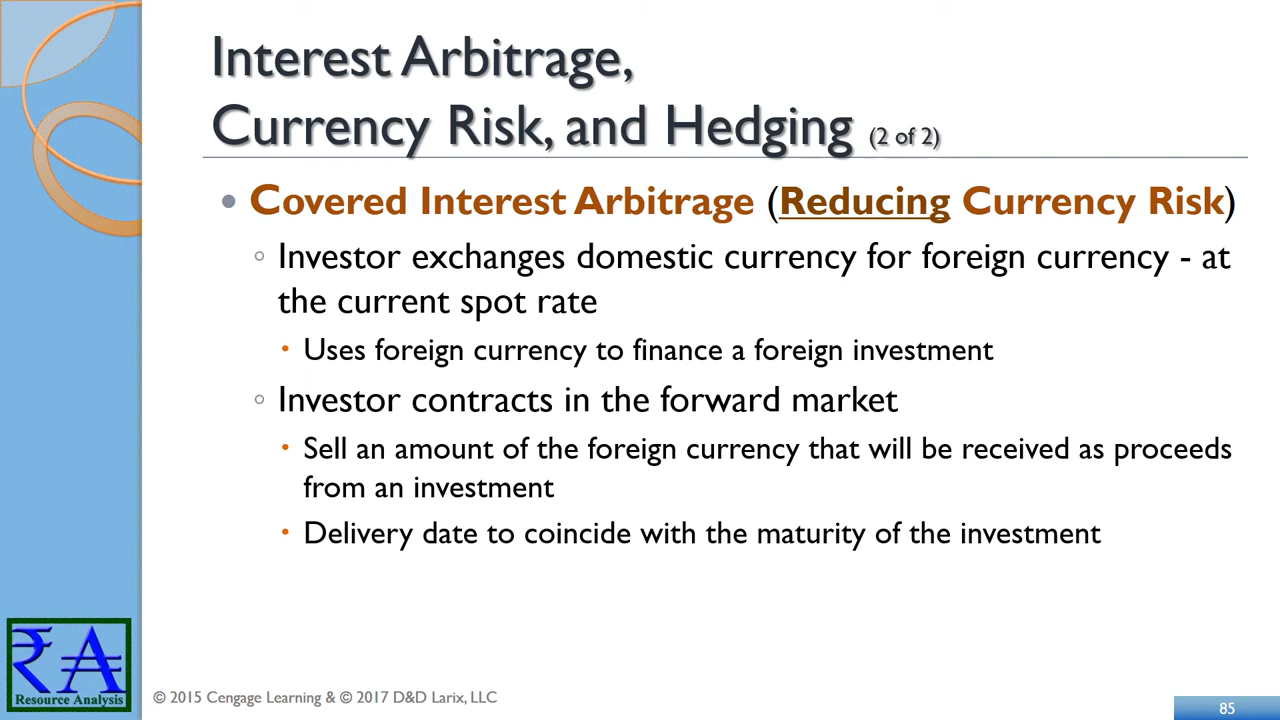 Interest Arbitrage,
Currency Risk, and Hedging (2 of 2)
• Covered Interest Arbitrage (Reducing Currency Risk)
◦ Investor exchanges domestic currency for foreign currency - at
the current spot rate
• Uses foreign currency to finance a foreign investment
◦ Investor contracts in the forward market
• Sell an amount of the foreign currency that will be received as proceeds
from an investment
• Delivery date to coincide with the maturity of the investment
₹A
Resource Analysis
© 2015 Cengage Learning & © 2017 D&D Larix, LLC
85